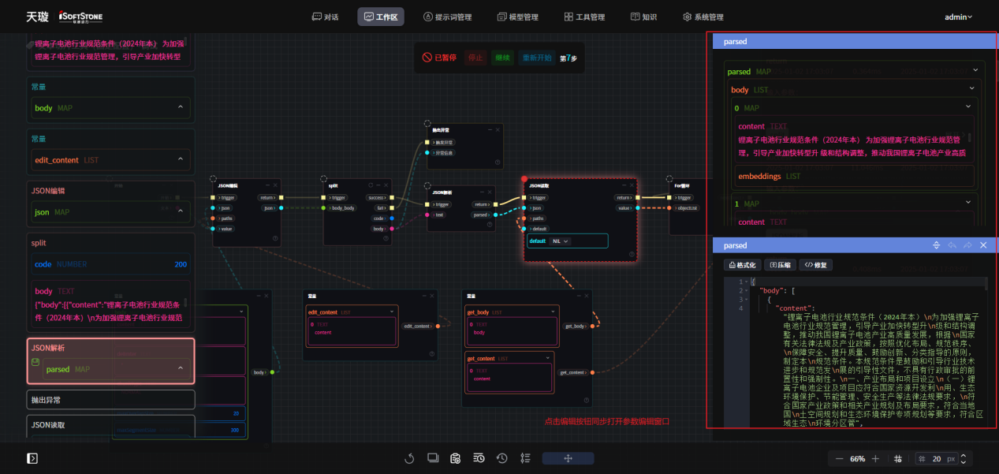 天璇
iSOFTSTONE
软通动力
对话
工作区
提示词管理
模型管理
工具管理
知识
系统管理
admin
已暂停
停止
继续
重新开始
第7步
锂离子电池行业规范条件（2024年本） 为加强
锂离子电池行业规范管理，引导产业加快转型
常量
body MAP
常量
edit_content LIST
JSON编辑
json MAP
split
code NUMBER 200
body TEXT
{"body":[{"content":"锂离子电池行业规范条
件（2024年本）\n为加强锂离子电池行业规范
JSON解析
parsed MAP
抛出异常
JSON读取
抛出异常
触发异常
异常信息
JSON编辑
trigger
return
json
json
paths
value
split
trigger
success
body_body
fail
code
body
JSON解析
trigger
return
text
parsed
JSON读取
trigger
return
json
value
paths
default
default NIL
For循环
trigger
objectList
body
20
300
常量
edit_content LIST
0 TEXT
content
edit_content
常量
get_body LIST
0 TEXT
body
get_body
get_content LIST
0 TEXT
content
get_content
点击编辑按钮同步打开参数编辑窗口
parsed
parsed MAP
body LIST
0 MAP
content TEXT
锂离子电池行业规范条件（2024年本） 为加强锂离子电池行业规范管
理，引导产业加快转型升 级和结构调整，推动我国锂离子电池产业高质
embeddings LIST
1 MAP
content TEXT
parsed
格式化
压缩
修复
1 {
2 "body": [
3 {
4 "content":
"锂离子电池行业规范条件（2024年本）\n为加强锂离子
电池行业规范管理，引导产业加快转型升\n级和结构调
整，推动我国锂离子电池产业高质量发展，根据\n国家
有关法律法规及产业政策，按照优化布局、规范秩序、
\n保障安全、提升质量、鼓励创新、分类指导的原则，
制定本\n规范条件。本规范条件是鼓励和引导行业技术
进步和规范发\n展的引导性文件，不具有行政审批的前
置性和强制性。\n一、产业布局和项目设立\n（一）锂
离子电池企业及项目应符合国家资源开发利\n用、生态
环境保护、节能管理、安全生产等法律法规要求，\n符
合国家产业政策和相关产业规划及布局要求，符合当地
国\n土空间规划和生态环境保护专项规划等要求，符合区
域生态\n环境分区管",
66%
20 px